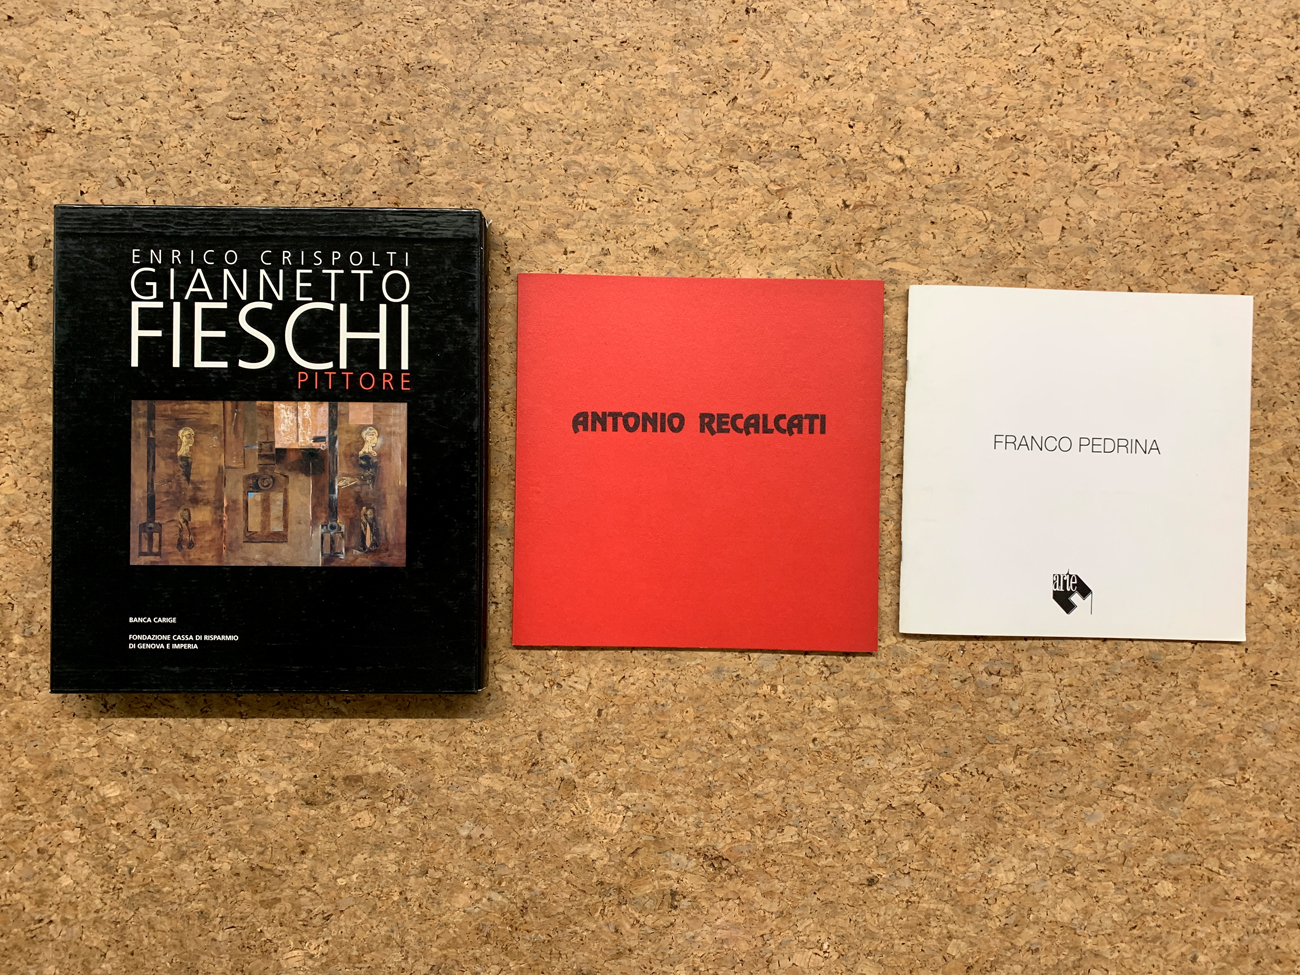 ENRICO CRISPOLTI
GIANNETTO
FIESCHI
PITTORE
BANCA CARIGE
FONDAZIONE CASSA DI RISPARMIO
DI GENOVA E IMPERIA
ANTONIO RECALCATI
FRANCO PEDRINA
arte